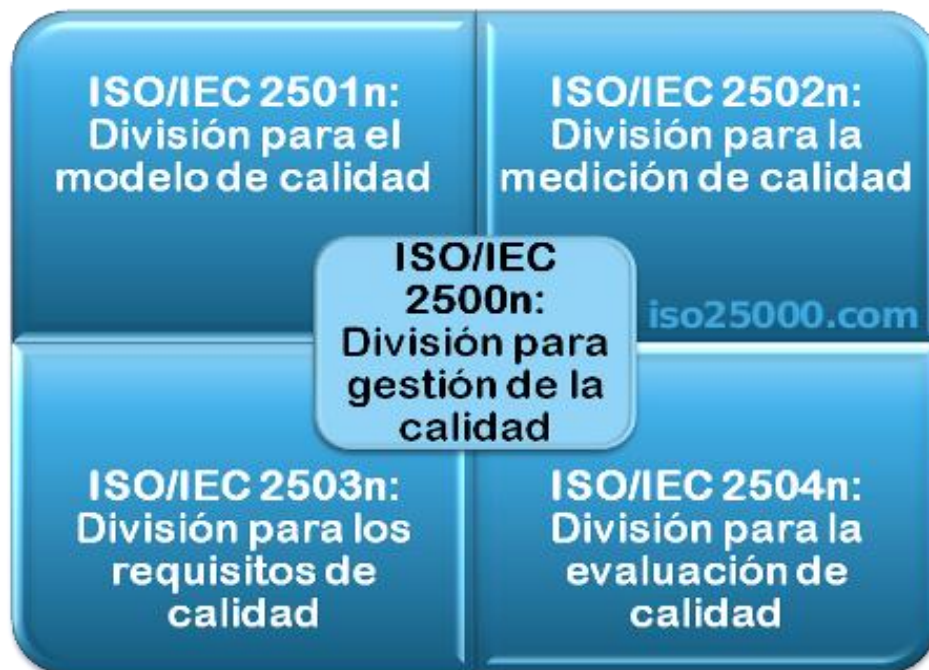 ISO/IEC 2501n:
División para el
modelo de calidad
ISO/IEC 2502n:
División para la
medición de calidad
ISO/IEC
2500n:
División para
gestión de la
calidad
iso25000.com
ISO/IEC 2503n:
División para los
requisitos de
calidad
ISO/IEC 2504n:
División para la
evaluación de
calidad